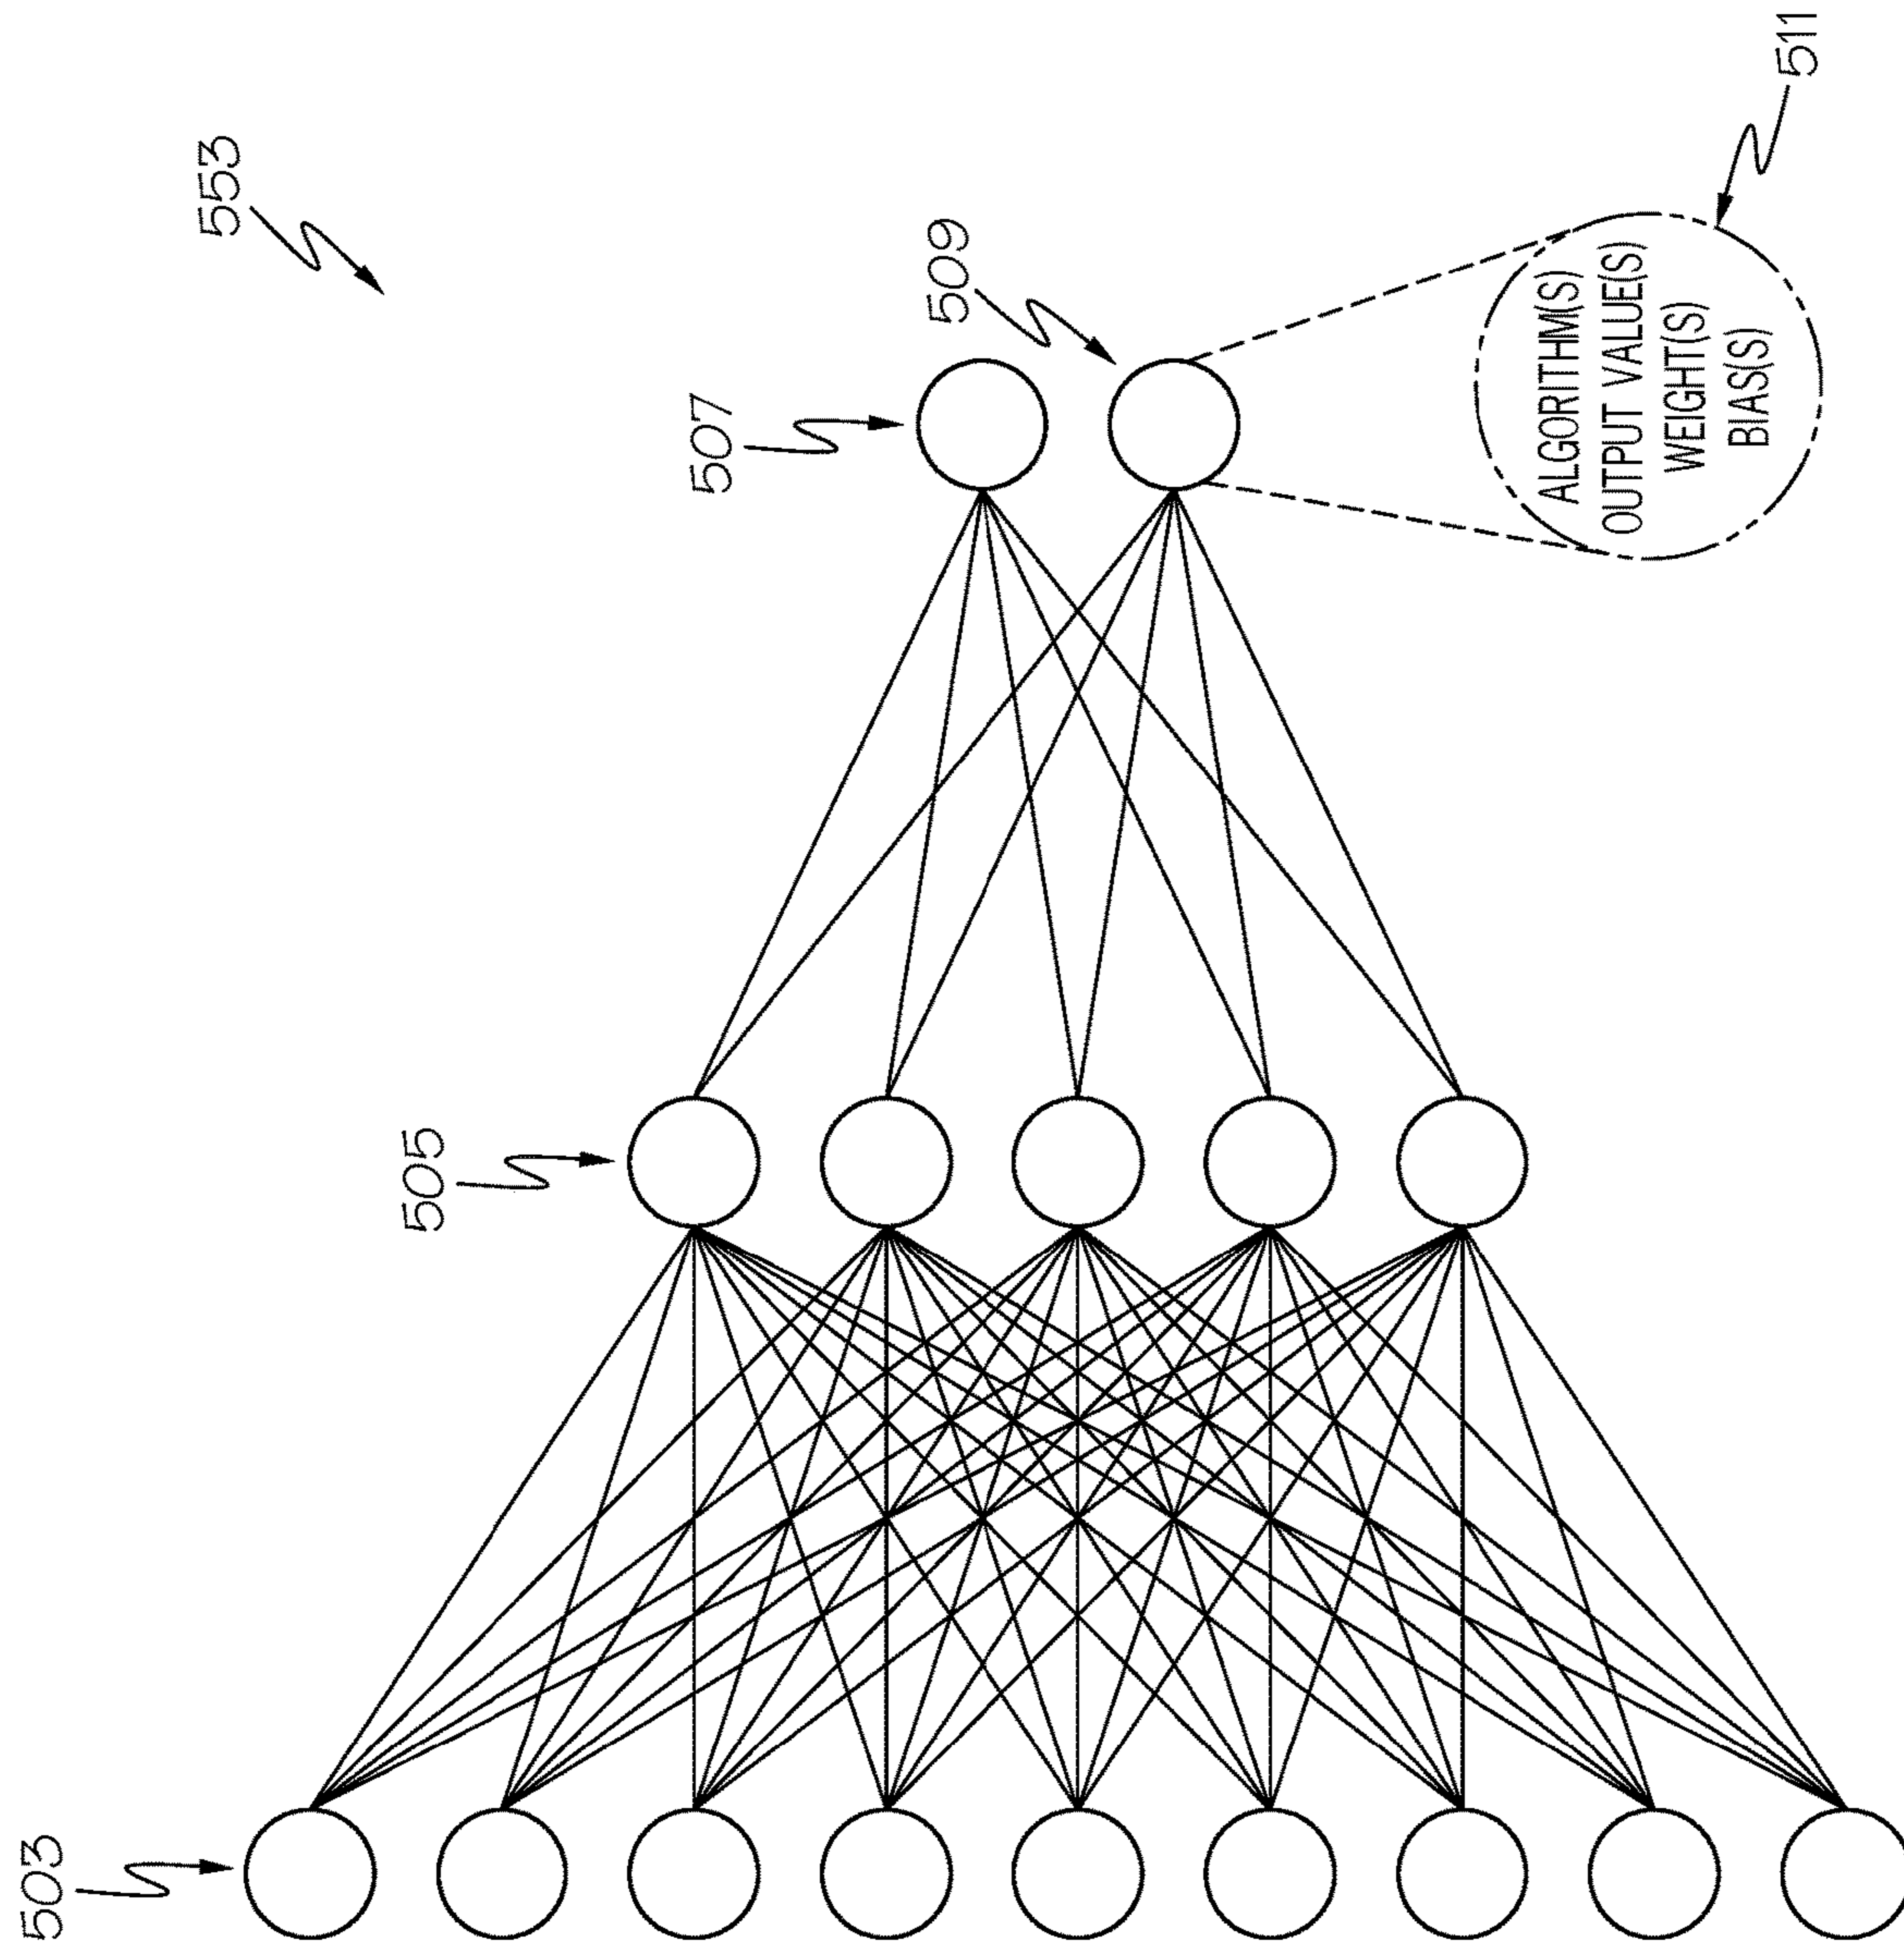 553
509
507
505
503
511
ALGORITHM(S)
OUTPUT VALUE(S)
WEIGHT(S)
BIAS(S)